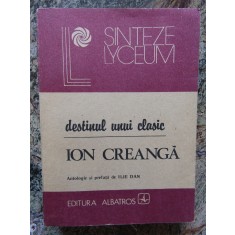 SINTEZE
LYCEUM
destinul unui clasic
ION CREANGĂ
Antologie și prefață de ILIE DAN
EDITURA ALBATROS